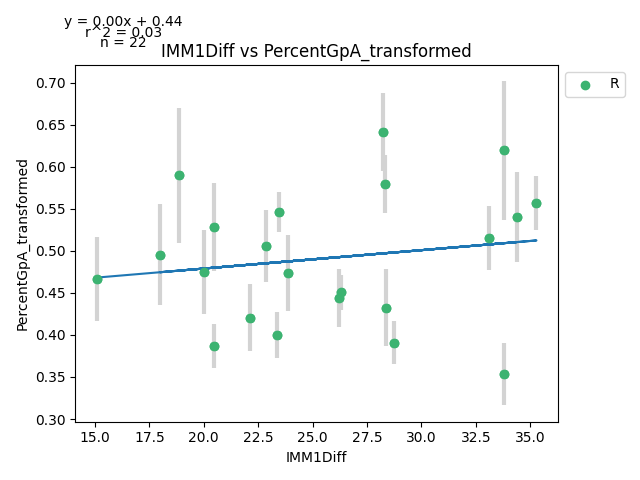 y = 0.00x + 0.44
r^2 = 0.03
n = 22
IMM1Diff vs PercentGpA_transformed
R
0.70
0.65
0.60
0.55
0.50
0.45
0.40
0.35
0.30
PercentGpA_transformed
15.0 17.5 20.0 22.5 25.0 27.5 30.0 32.5 35.0
IMM1Diff